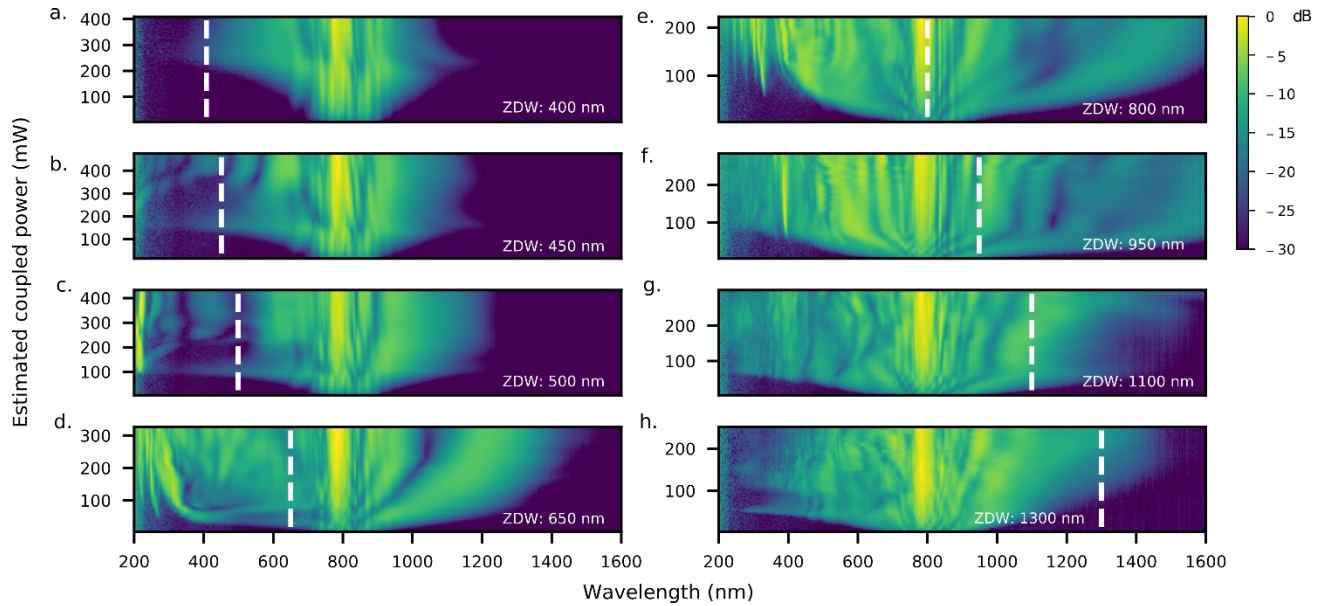 a.
400
300
200
100
ZDW: 400 nm
b.
400
300
200
100
ZDW: 450 nm
c.
400
300
200
100
ZDW: 500 nm
d.
300
200
100
ZDW: 650 nm
200 400 600 800 1000 1200 1400 1600
e.
200
100
ZDW: 800 nm
f.
200
100
ZDW: 950 nm
g.
200
100
ZDW: 1100 nm
h.
200
100
ZDW: 1300 nm
200 400 600 800 1000 1200 1400 1600
0 dB
−5
−10
−15
−20
−25
−30
Estimated coupled power (mW)
Wavelength (nm)